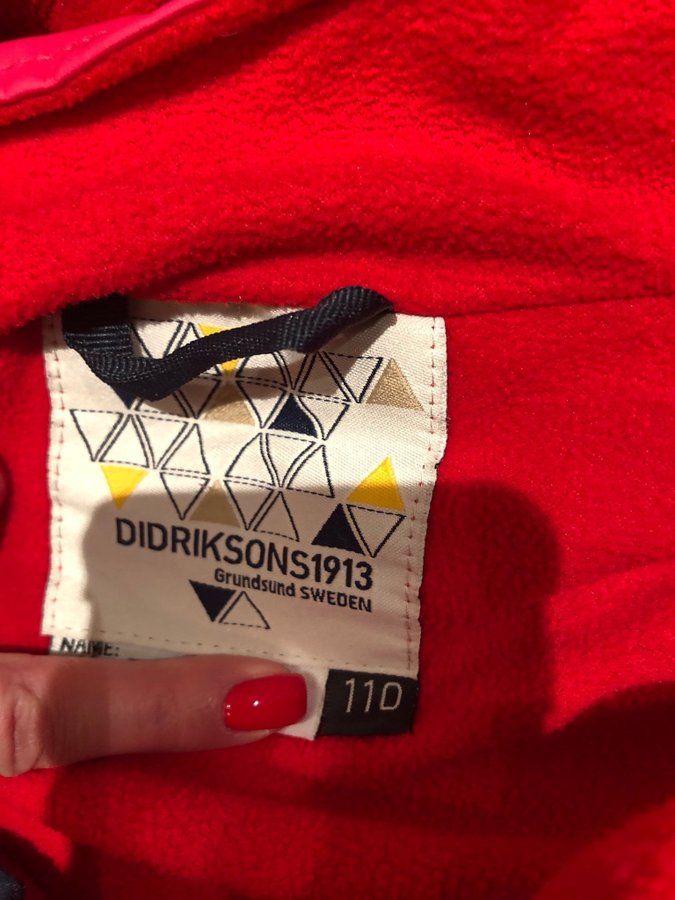 DIDRIKSONS1913
Grundsund SWEDEN
NAME:
110